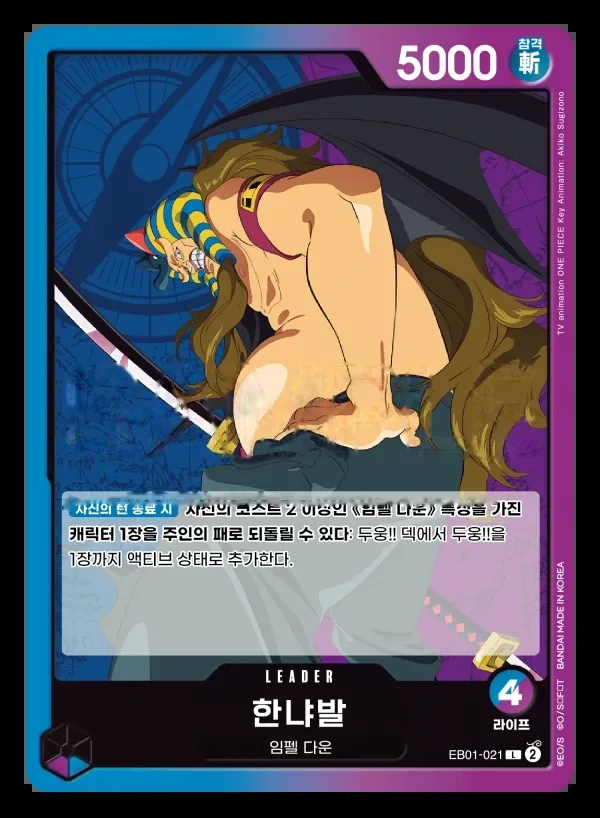 5000
참격
斬
TV animation ONE PIECE Key Animation: Akiko Sugizono
자신의 턴 종료 시 자신의 코스트 2 이상인 《임펠 다운》 특징을 가진
캐릭터 1장을 주인의 패로 되돌릴 수 있다: 두웅!! 덱에서 두웅!!을
1장까지 액티브 상태로 추가한다.
LEADER
한냐발
임펠 다운
4
라이프
EB01-021 L 2
©EO/S ©O/S□F□T BANDAI MADE IN KOREA